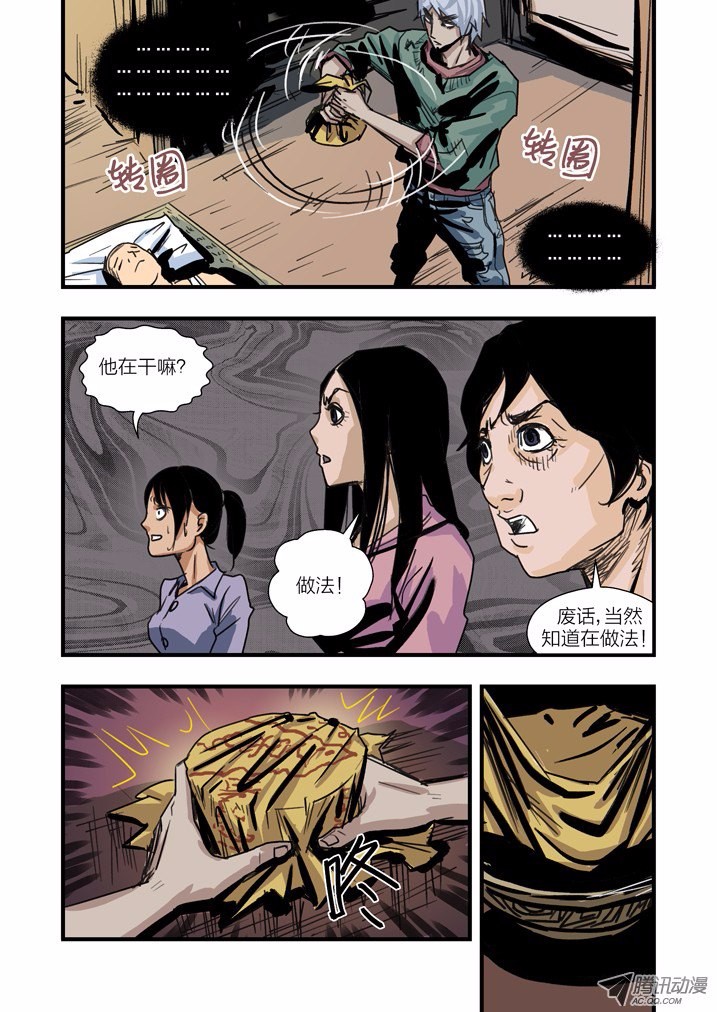 … … … …
… … … … … …
… … … … … …
转圈
转圈
… … … …
… … … …
他在干嘛？
做法！
废话，当然
知道在做法！
咚
腾讯动漫
AC.QQ.COM